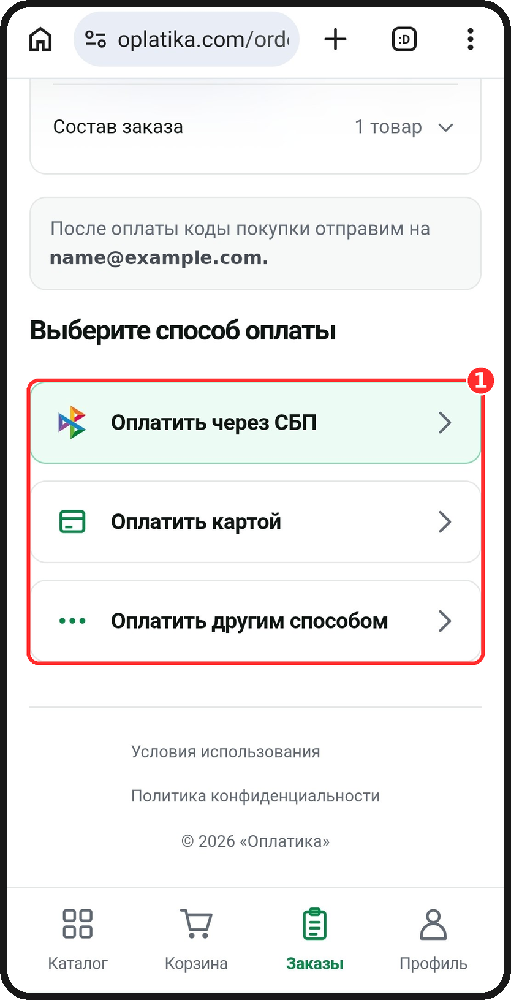 oplatika.com/ord
:D
Состав заказа
1 товар
После оплаты коды покупки отправим на
name@example.com.
Выберите способ оплаты
1
Оплатить через СБП
Оплатить картой
Оплатить другим способом
Условия использования
Политика конфиденциальности
© 2026 «Оплатика»
Каталог
Корзина
Заказы
Профиль